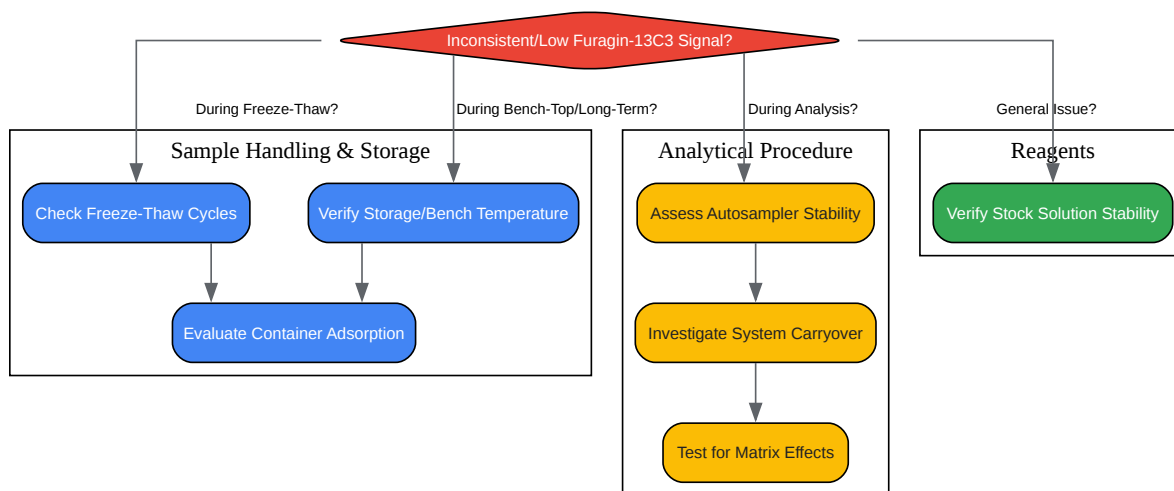 Inconsistent/Low Furagin-13C3 Signal?
During Freeze-Thaw?
During Bench-Top/Long-Term?
During Analysis?
General Issue?
Sample Handling & Storage
Analytical Procedure
Reagents
Check Freeze-Thaw Cycles
Verify Storage/Bench Temperature
Assess Autosampler Stability
Verify Stock Solution Stability
Evaluate Container Adsorption
Investigate System Carryover
Test for Matrix Effects